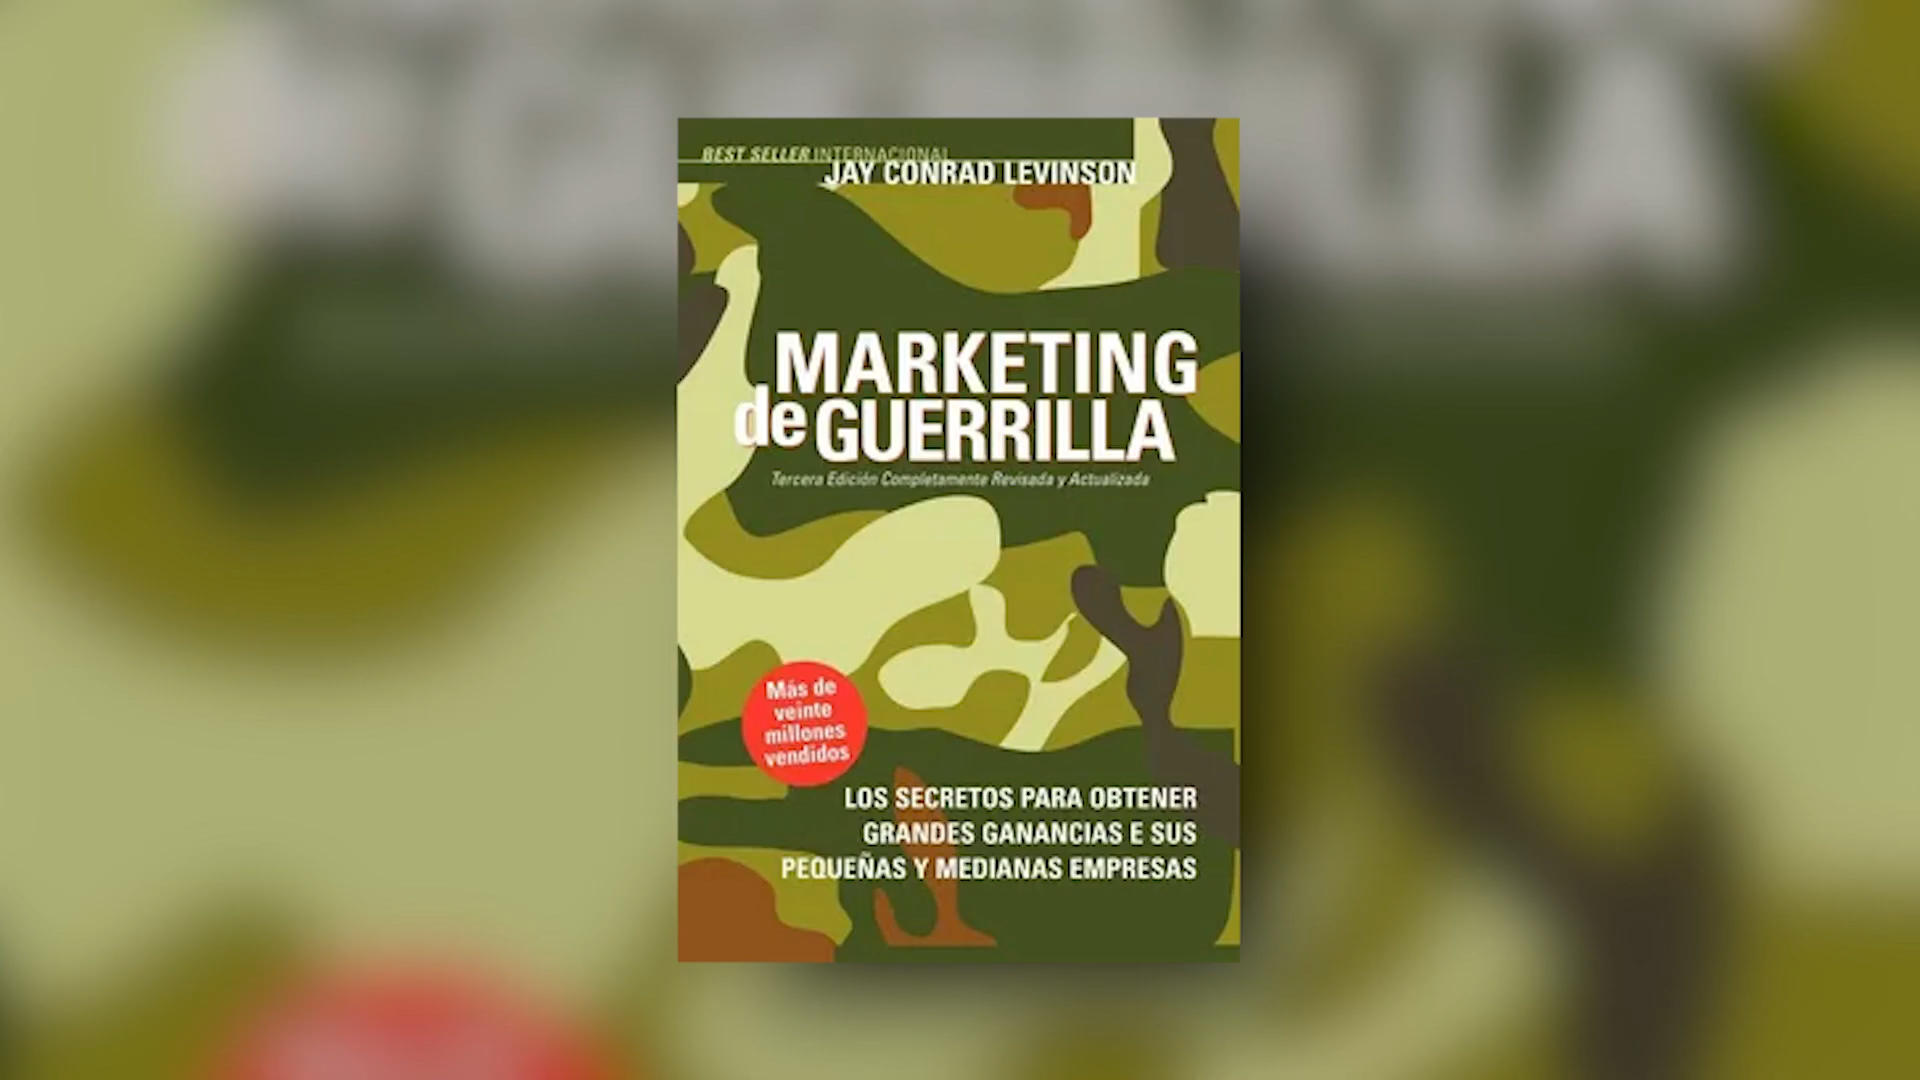 BEST SELLER INTERNACIONAL
JAY CONRAD LEVINSON
MARKETING
de GUERRILLA
Tercera Edición Completamente Revisada y Actualizada
Más de
veinte
millones
vendidos
LOS SECRETOS PARA OBTENER
GRANDES GANANCIAS E SUS
PEQUEÑAS Y MEDIANAS EMPRESAS